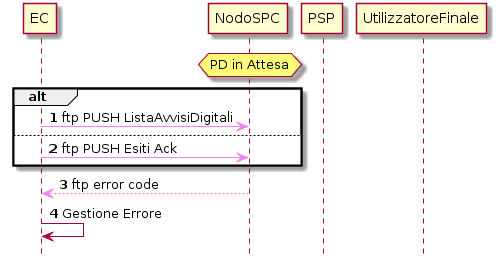 EC NodoSPC PSP UtilizzatoreFinale
PD in Attesa
alt
1 ftp PUSH ListaAvvisiDigitali
2 ftp PUSH Esiti Ack
3 ftp error code
4 Gestione Errore